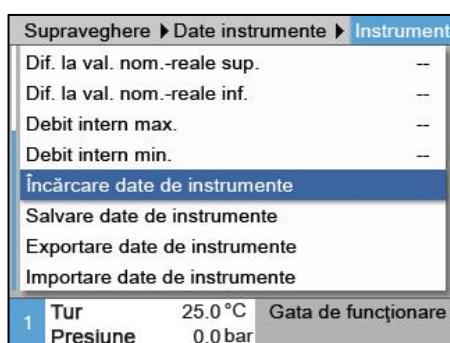 Supraveghere ▶ Date instrumente ▶ Instrument
Dif. la val. nom.-reale sup. --
Dif. la val. nom.-reale inf. --
Debit intern max. --
Debit intern min. --
Încărcare date de instrumente
Salvare date de instrumente
Exportare date de instrumente
Importare date de instrumente
1 Tur 25.0 °C Gata de funcţionare
Presiune 0.0 bar